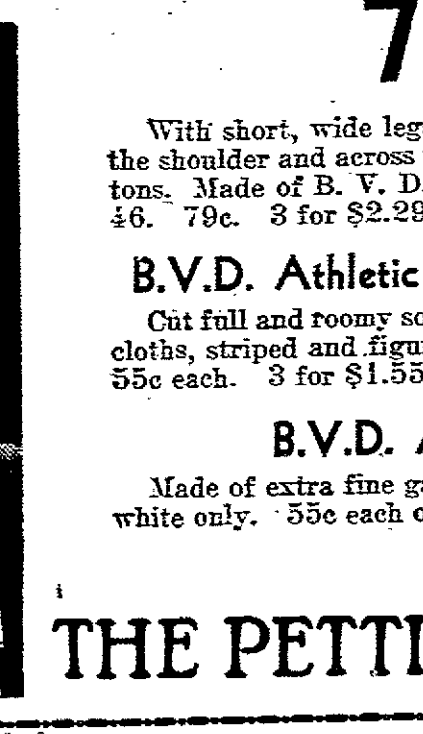 7
With short, wide leg
the shoulder and across
tons. Made of B. V. D.
46. 79c. 3 for $2.29
B.V.D. Athletic
Cut full and roomy so
cloths, striped and figu
55c each. 3 for $1.55
B.V.D.
Made of extra fine ga
white only. 55c each o
THE PETTI